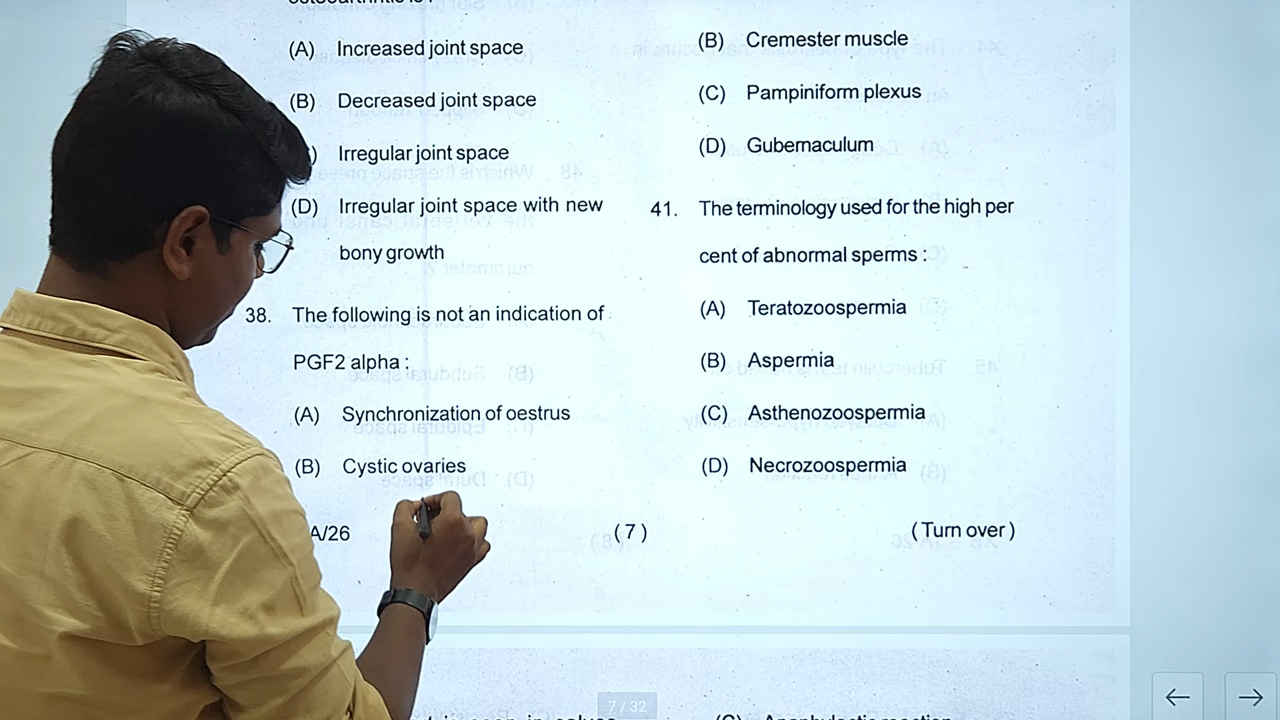 (A) Increased joint space
(B) Decreased joint space
) Irregular joint space
(D) Irregular joint space with new
bony growth
38. The following is not an indication of
PGF2 alpha :
(A) Synchronization of oestrus
(B) Cystic ovaries
A/26
(B) Cremester muscle
(C) Pampiniform plexus
(D) Gubernaculum
41. The terminology used for the high per
cent of abnormal sperms :
(A) Teratozoospermia
(B) Aspermia
(C) Asthenozoospermia
(D) Necrozoospermia
( 7 )
( Turn over )
7 / 32